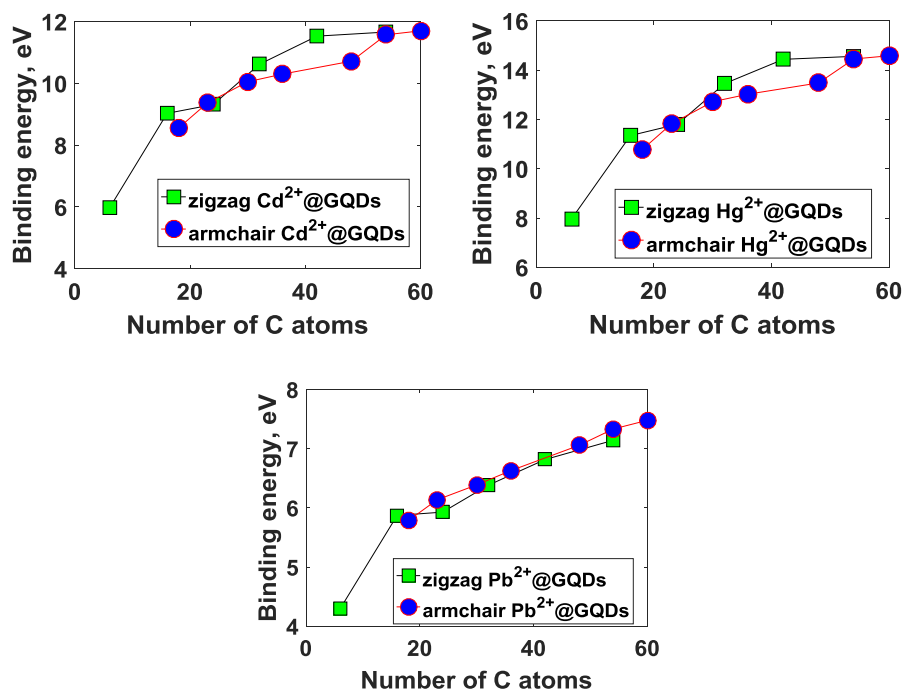 12
10
8
6
4
Binding energy, eV
zigzag Cd2+@GQDs
armchair Cd2+@GQDs
0
20
40
60
Number of C atoms
16
14
12
10
8
6
Binding energy, eV
zigzag Hg2+@GQDs
armchair Hg2+@GQDs
0
20
40
60
Number of C atoms
8
7
6
5
4
Binding energy, eV
zigzag Pb2+@GQDs
armchair Pb2+@GQDs
0
20
40
60
Number of C atoms